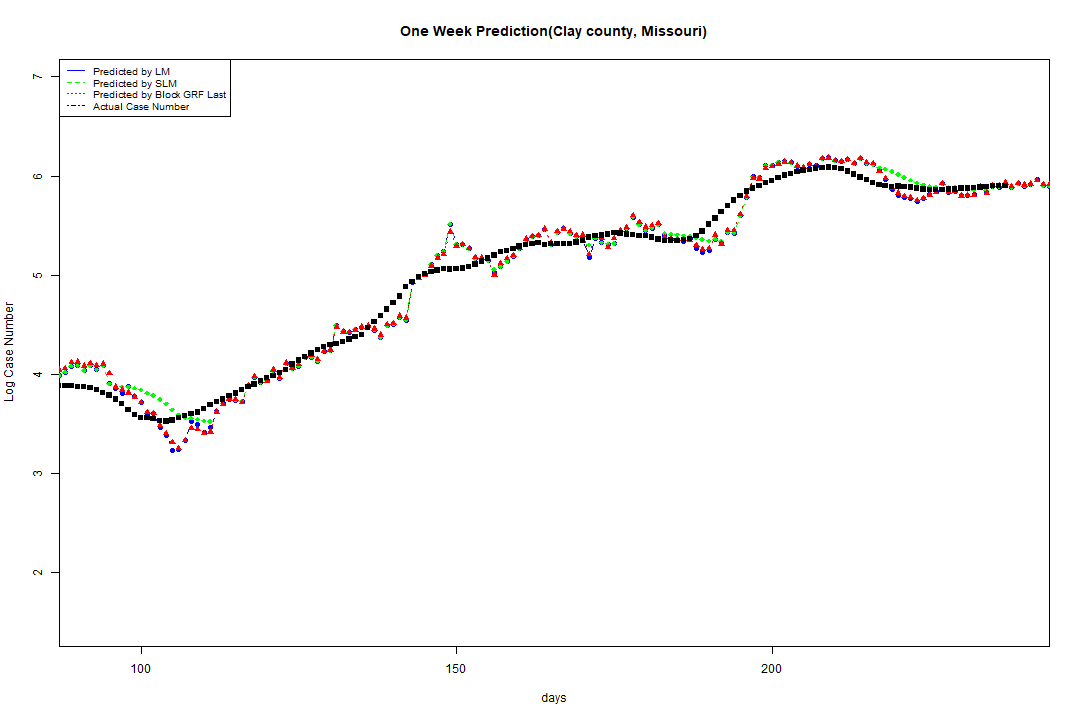 One Week Prediction(Clay county, Missouri)
Predicted by LM
Predicted by SLM
Predicted by Block GRF Last
Actual Case Number
7
6
5
4
3
2
Log Case Number
100 150 200
days